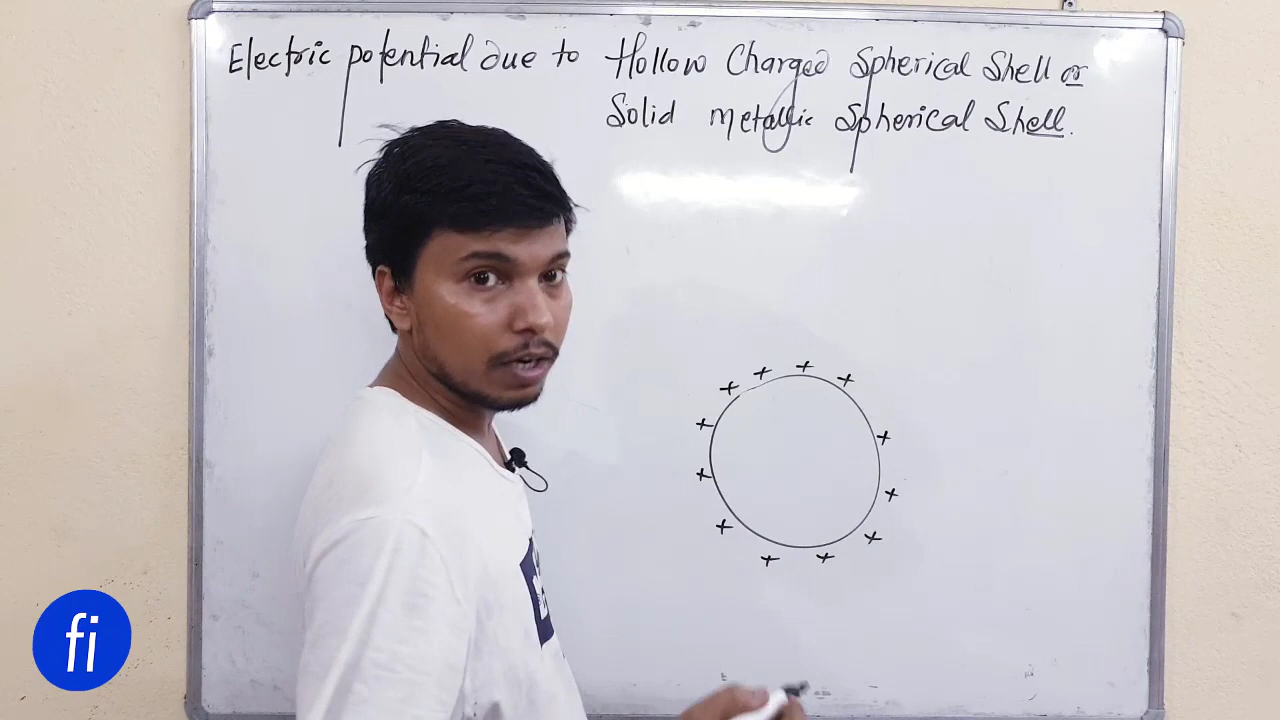 Electric potential due to Hollow Charged Spherical Shell or
Solid metallic Spherical Shell.
+ + + +
+ +
+ +
+ +
+ +
fi